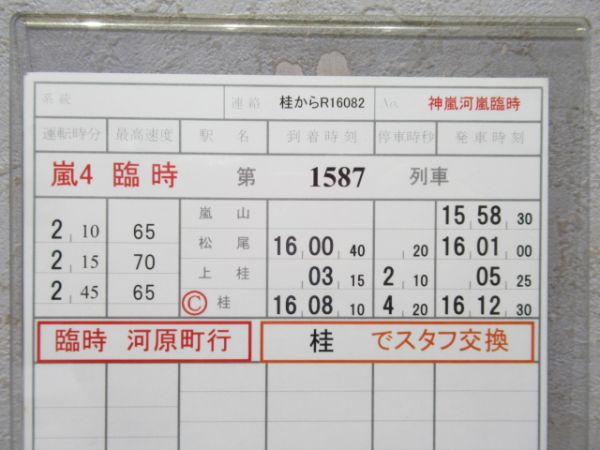 系統 連絡 桂からR16082 No. 神嵐河嵐臨時
運転時分 最高速度 駅名 到着時刻 停車時秒 発車時刻
嵐4 臨時 第 1587 列車
嵐山 15 58 30
2 10 65 松尾 16 00 40 20 16 01 00
2 15 70 上桂 03 15 2 10 05 25
2 45 65 Ⓒ 桂 16 08 10 4 20 16 12 30
臨時 河原町行 桂 でスタフ交換